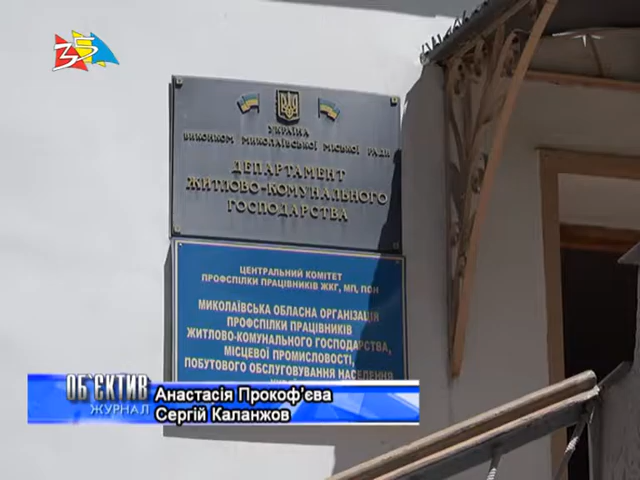 35
УКРАЇНА
ВИКОНКОМ МИКОЛАЇВСЬКОЇ МІСЬКОЇ РАДИ
ДЕПАРТАМЕНТ
ЖИТЛОВО-КОМУНАЛЬНОГО
ГОСПОДАРСТВА
ЦЕНТРАЛЬНИЙ КОМІТЕТ
ПРОФСПІЛКИ ПРАЦІВНИКІВ ЖКГ, МП, ПОН
МИКОЛАЇВСЬКА ОБЛАСНА ОРГАНІЗАЦІЯ
ПРОФСПІЛКИ ПРАЦІВНИКІВ
ЖИТЛОВО-КОМУНАЛЬНОГО ГОСПОДАРСТВА,
МІСЦЕВОЇ ПРОМИСЛОВОСТІ,
ПОБУТОВОГО ОБСЛУГОВУВАННЯ НАСЕЛЕННЯ
ОБ'ЄКТИВ
ЖУРНАЛ
Анастасія Прокоф'єва
Сергій Каланжов